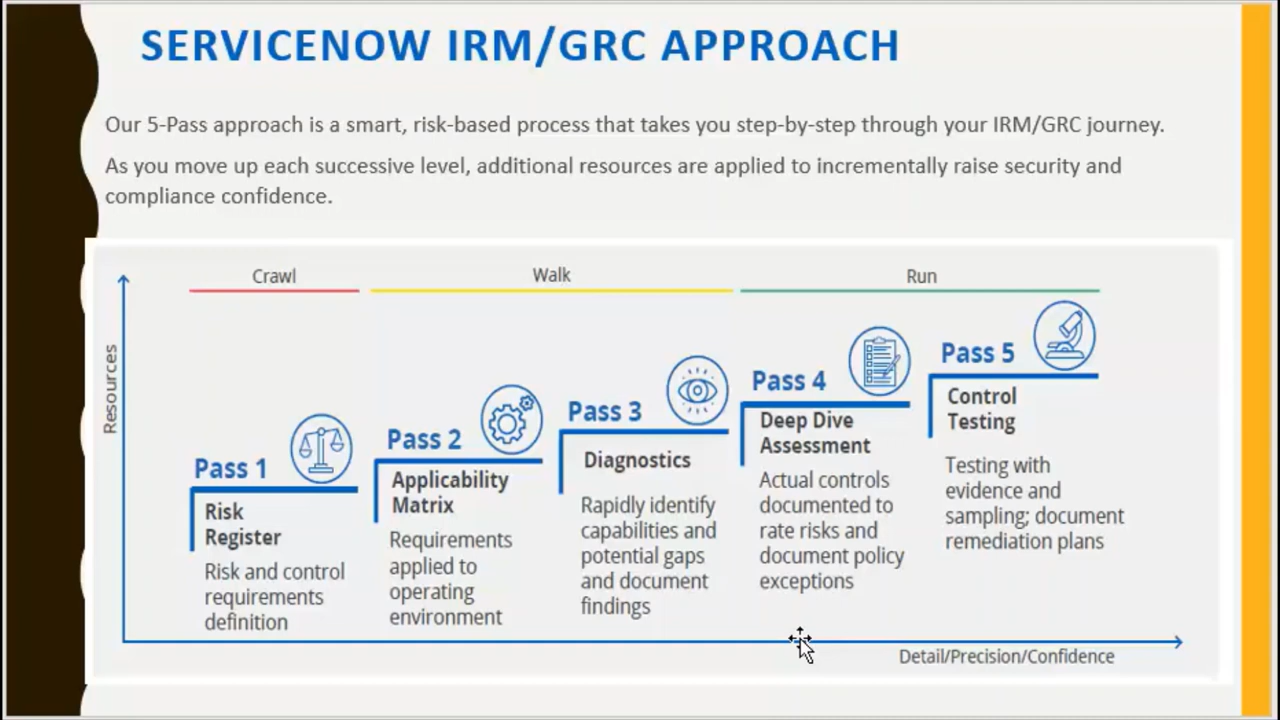 SERVICENOW IRM/GRC APPROACH
Our 5-Pass approach is a smart, risk-based process that takes you step-by-step through your IRM/GRC journey.
As you move up each successive level, additional resources are applied to incrementally raise security and
compliance confidence.
Crawl
Walk
Run
Resources
Pass 1
Risk
Register
Risk and control
requirements
definition
Pass 2
Applicability
Matrix
Requirements
applied to
operating
environment
Pass 3
Diagnostics
Rapidly identify
capabilities and
potential gaps
and document
findings
Pass 4
Deep Dive
Assessment
Actual controls
documented to
rate risks and
document policy
exceptions
Pass 5
Control
Testing
Testing with
evidence and
sampling; document
remediation plans
Detail/Precision/Confidence